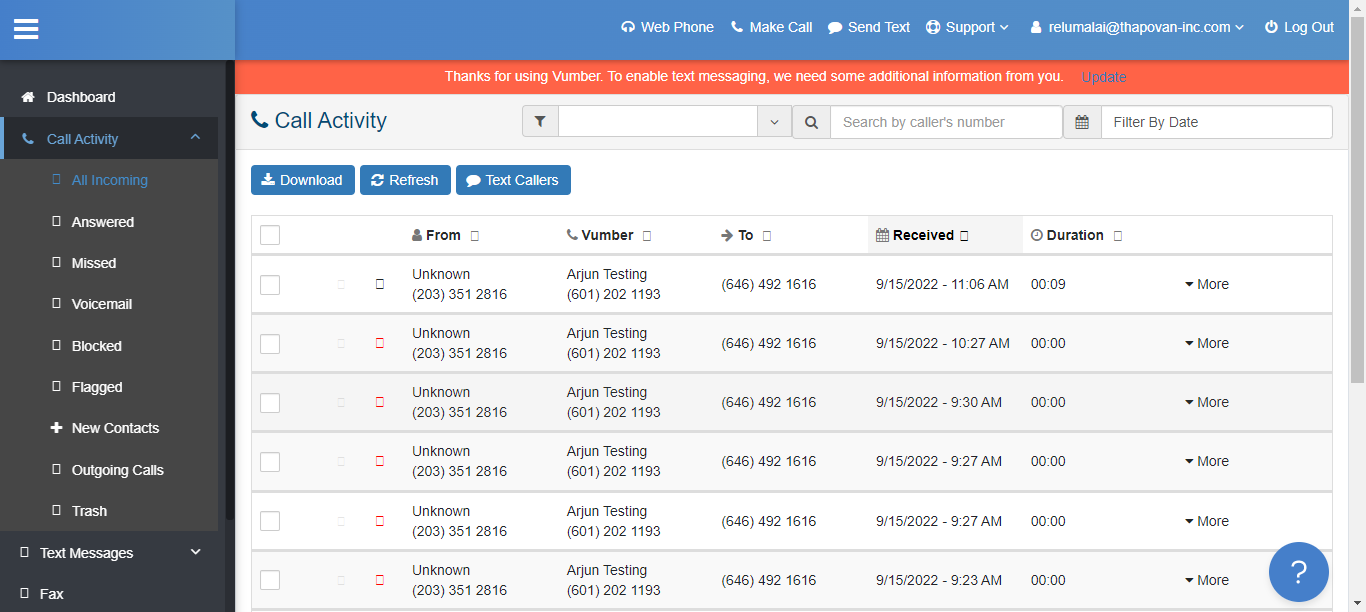 Web Phone Make Call Send Text Support relumalai@thapovan-inc.com Log Out
Thanks for using Vumber. To enable text messaging, we need some additional information from you. Update
Dashboard
Call Activity
All Incoming
Answered
Missed
Voicemail
Blocked
Flagged
New Contacts
Outgoing Calls
Trash
Text Messages
Fax
Call Activity
Search by caller's number
Filter By Date
Download Refresh Text Callers
From Vumber To Received Duration
Unknown Arjun Testing
(203) 351 2816 (601) 202 1193 (646) 492 1616 9/15/2022 - 11:06 AM 00:09 More
Unknown Arjun Testing
(203) 351 2816 (601) 202 1193 (646) 492 1616 9/15/2022 - 10:27 AM 00:00 More
Unknown Arjun Testing
(203) 351 2816 (601) 202 1193 (646) 492 1616 9/15/2022 - 9:30 AM 00:00 More
Unknown Arjun Testing
(203) 351 2816 (601) 202 1193 (646) 492 1616 9/15/2022 - 9:27 AM 00:00 More
Unknown Arjun Testing
(203) 351 2816 (601) 202 1193 (646) 492 1616 9/15/2022 - 9:27 AM 00:00 More
Unknown Arjun Testing
(203) 351 2816 (601) 202 1193 (646) 492 1616 9/15/2022 - 9:23 AM 00:00 More
?